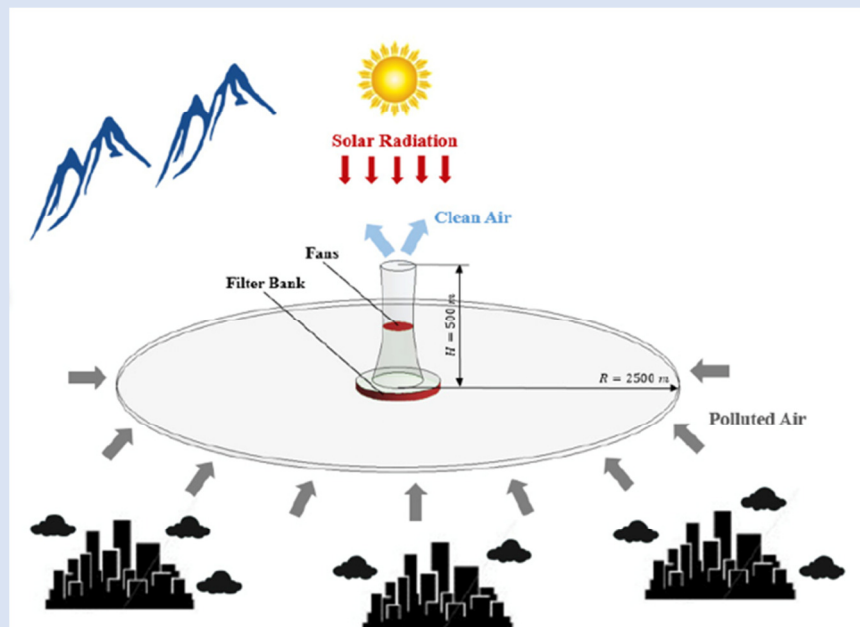 Solar Radiation
Clean Air
Fans
Filter Bank
H = 500 m
R = 2500 m
Polluted Air